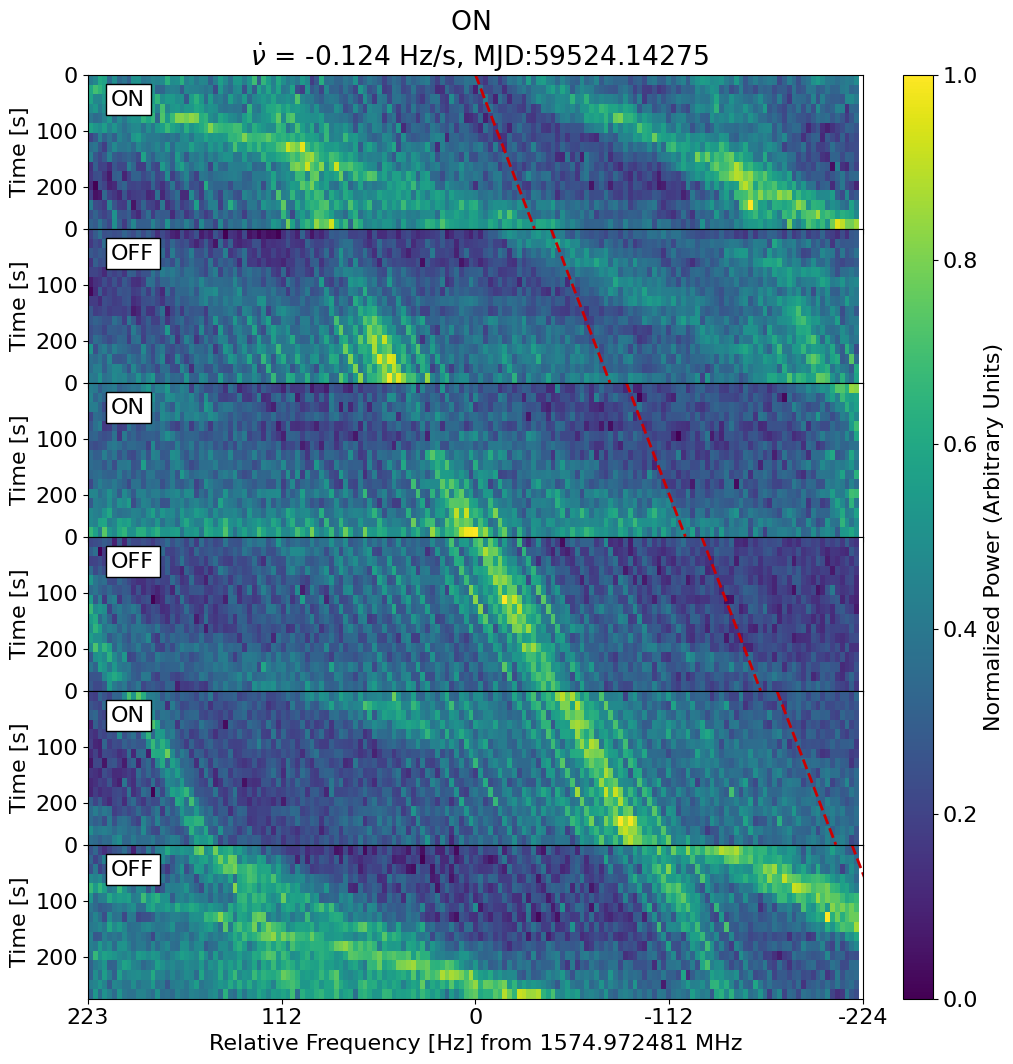 ON
ν̇ = -0.124 Hz/s, MJD:59524.14275
0
ON
100
200
Time [s]
0
OFF
100
200
Time [s]
0
ON
100
200
Time [s]
0
OFF
100
200
Time [s]
0
ON
100
200
Time [s]
0
OFF
100
200
Time [s]
223 112 0 -112 -224
Relative Frequency [Hz] from 1574.972481 MHz
1.0
0.8
0.6
0.4
0.2
0.0
Normalized Power (Arbitrary Units)